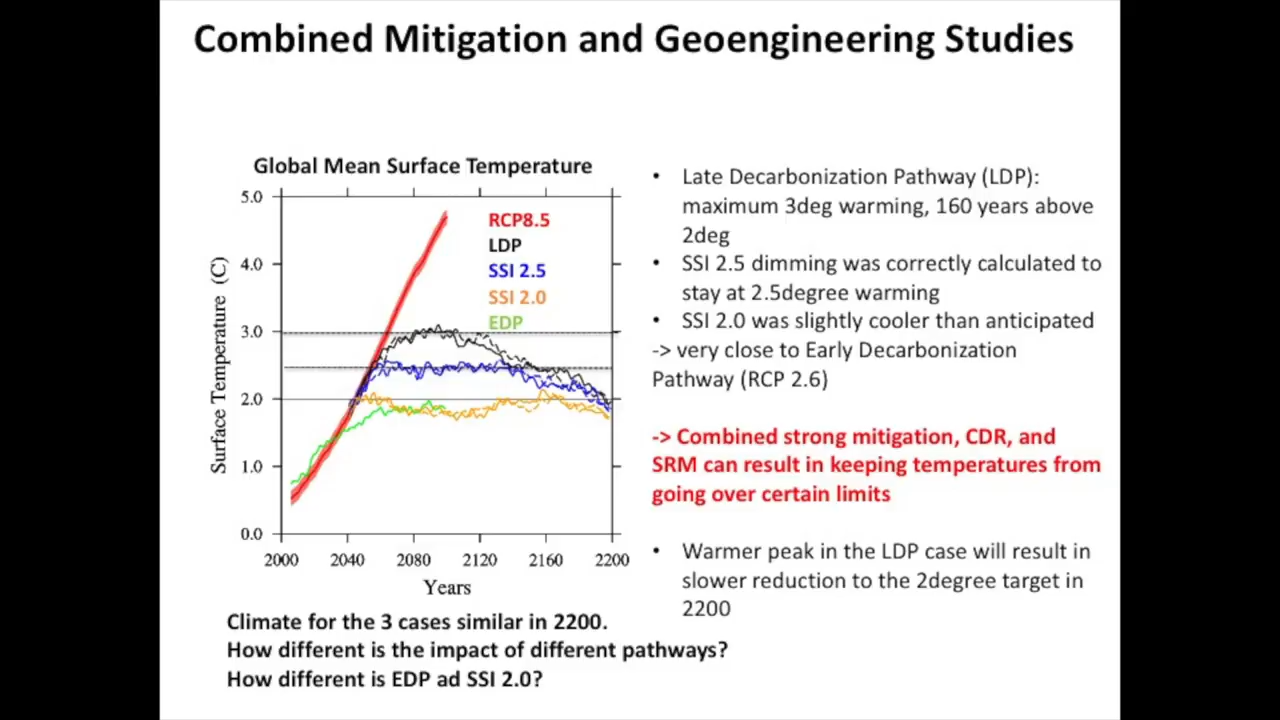 Combined Mitigation and Geoengineering Studies
Global Mean Surface Temperature
5.0
4.0
3.0
2.0
1.0
0.0
Surface Temperature (C)
RCP8.5
LDP
SSI 2.5
SSI 2.0
EDP
2000 2040 2080 2120 2160 2200
Years
Climate for the 3 cases similar in 2200.
How different is the impact of different pathways?
How different is EDP ad SSI 2.0?
• Late Decarbonization Pathway (LDP):
maximum 3deg warming, 160 years above
2deg
• SSI 2.5 dimming was correctly calculated to
stay at 2.5degree warming
• SSI 2.0 was slightly cooler than anticipated
-> very close to Early Decarbonization
Pathway (RCP 2.6)
-> Combined strong mitigation, CDR, and
SRM can result in keeping temperatures from
going over certain limits
• Warmer peak in the LDP case will result in
slower reduction to the 2degree target in
2200